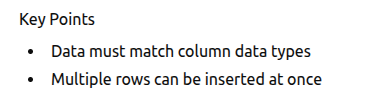 Key Points
• Data must match column data types
• Multiple rows can be inserted at once